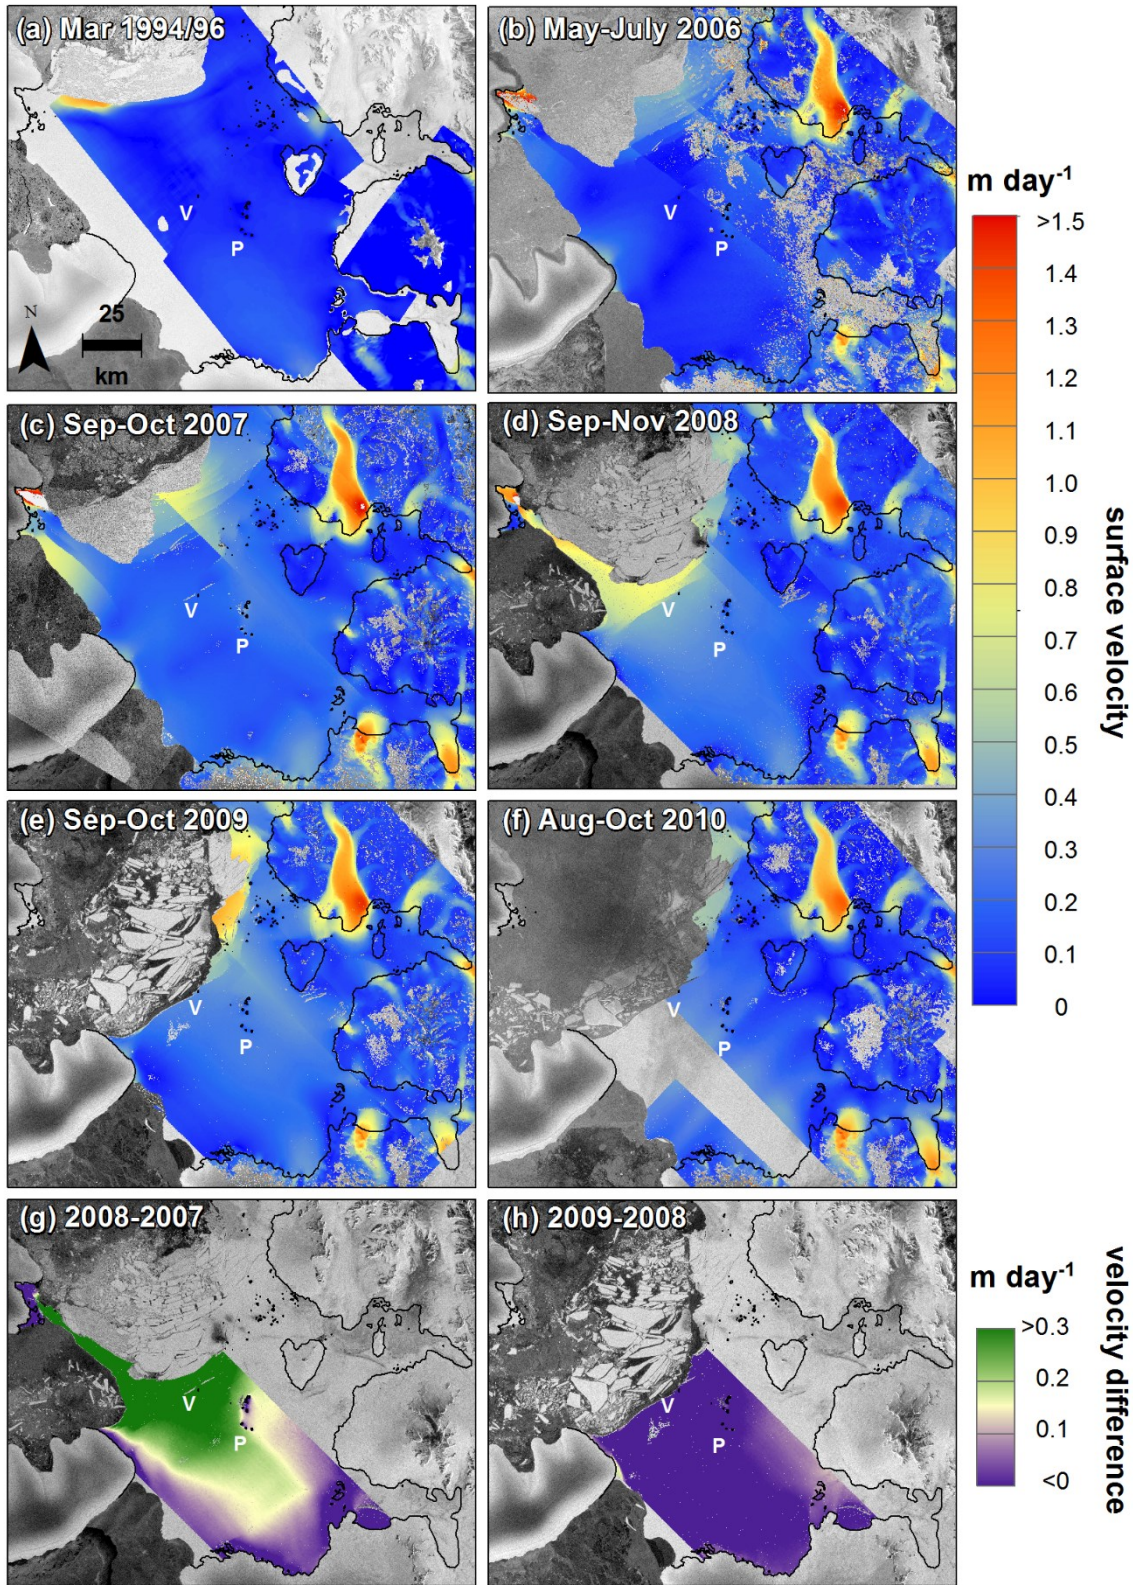 (a) Mar 1994/96
V
P
N
25
km
(b) May-July 2006
V
P
(c) Sep-Oct 2007
V
P
(d) Sep-Nov 2008
V
P
(e) Sep-Oct 2009
V
P
(f) Aug-Oct 2010
V
P
(g) 2008-2007
V
P
(h) 2009-2008
V
P
m day-1
>1.5
1.4
1.3
1.2
1.1
1.0
0.9
0.8
0.7
0.6
0.5
0.4
0.3
0.2
0.1
0
surface velocity
m day-1
>0.3
0.2
0.1
<0
velocity difference